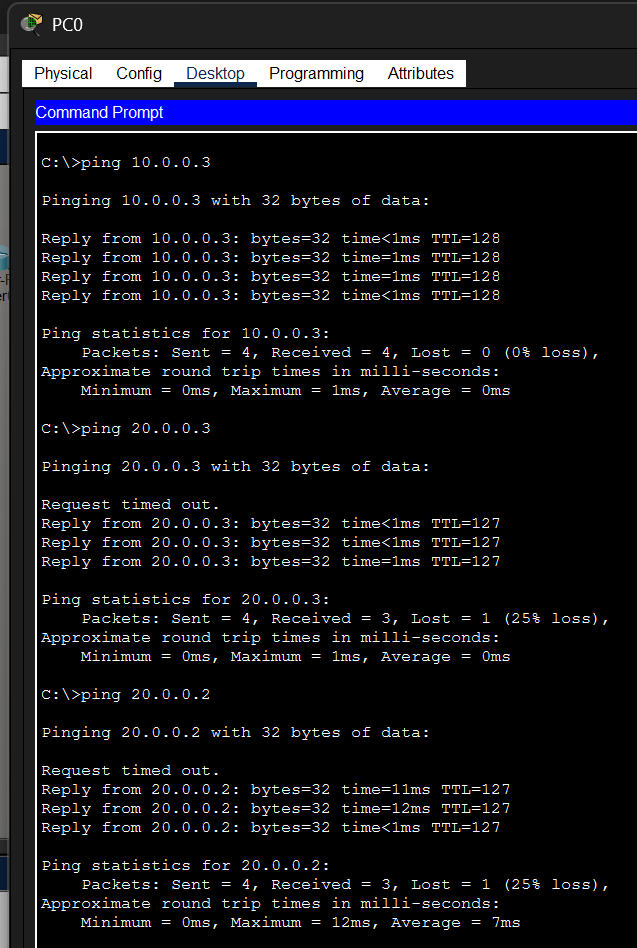 PC0
Physical Config Desktop Programming Attributes
Command Prompt
C:\>ping 10.0.0.3
Pinging 10.0.0.3 with 32 bytes of data:
Reply from 10.0.0.3: bytes=32 time<1ms TTL=128
Reply from 10.0.0.3: bytes=32 time=1ms TTL=128
Reply from 10.0.0.3: bytes=32 time=1ms TTL=128
Reply from 10.0.0.3: bytes=32 time<1ms TTL=128
Ping statistics for 10.0.0.3:
Packets: Sent = 4, Received = 4, Lost = 0 (0% loss),
Approximate round trip times in milli-seconds:
Minimum = 0ms, Maximum = 1ms, Average = 0ms
C:\>ping 20.0.0.3
Pinging 20.0.0.3 with 32 bytes of data:
Request timed out.
Reply from 20.0.0.3: bytes=32 time<1ms TTL=127
Reply from 20.0.0.3: bytes=32 time<1ms TTL=127
Reply from 20.0.0.3: bytes=32 time=1ms TTL=127
Ping statistics for 20.0.0.3:
Packets: Sent = 4, Received = 3, Lost = 1 (25% loss),
Approximate round trip times in milli-seconds:
Minimum = 0ms, Maximum = 1ms, Average = 0ms
C:\>ping 20.0.0.2
Pinging 20.0.0.2 with 32 bytes of data:
Request timed out.
Reply from 20.0.0.2: bytes=32 time=11ms TTL=127
Reply from 20.0.0.2: bytes=32 time=12ms TTL=127
Reply from 20.0.0.2: bytes=32 time<1ms TTL=127
Ping statistics for 20.0.0.2:
Packets: Sent = 4, Received = 3, Lost = 1 (25% loss),
Approximate round trip times in milli-seconds:
Minimum = 0ms, Maximum = 12ms, Average = 7ms